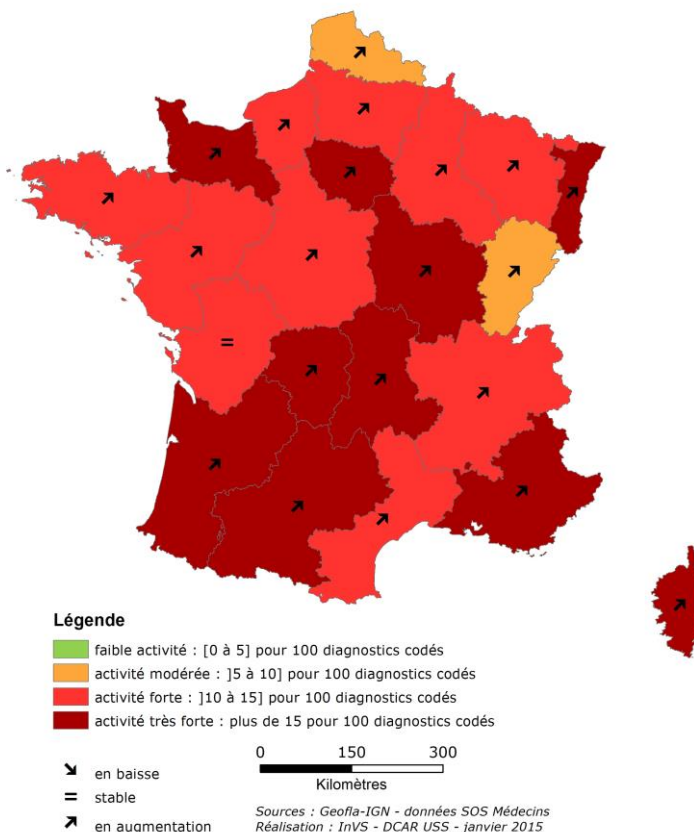 =
Légende
faible activité : [0 à 5] pour 100 diagnostics codés
activité modérée : ]5 à 10] pour 100 diagnostics codés
activité forte : ]10 à 15] pour 100 diagnostics codés
activité très forte : plus de 15 pour 100 diagnostics codés
en baisse
= stable
en augmentation
0 150 300
Kilomètres
Sources : Geofla-IGN - données SOS Médecins
Réalisation : InVS - DCAR USS - janvier 2015